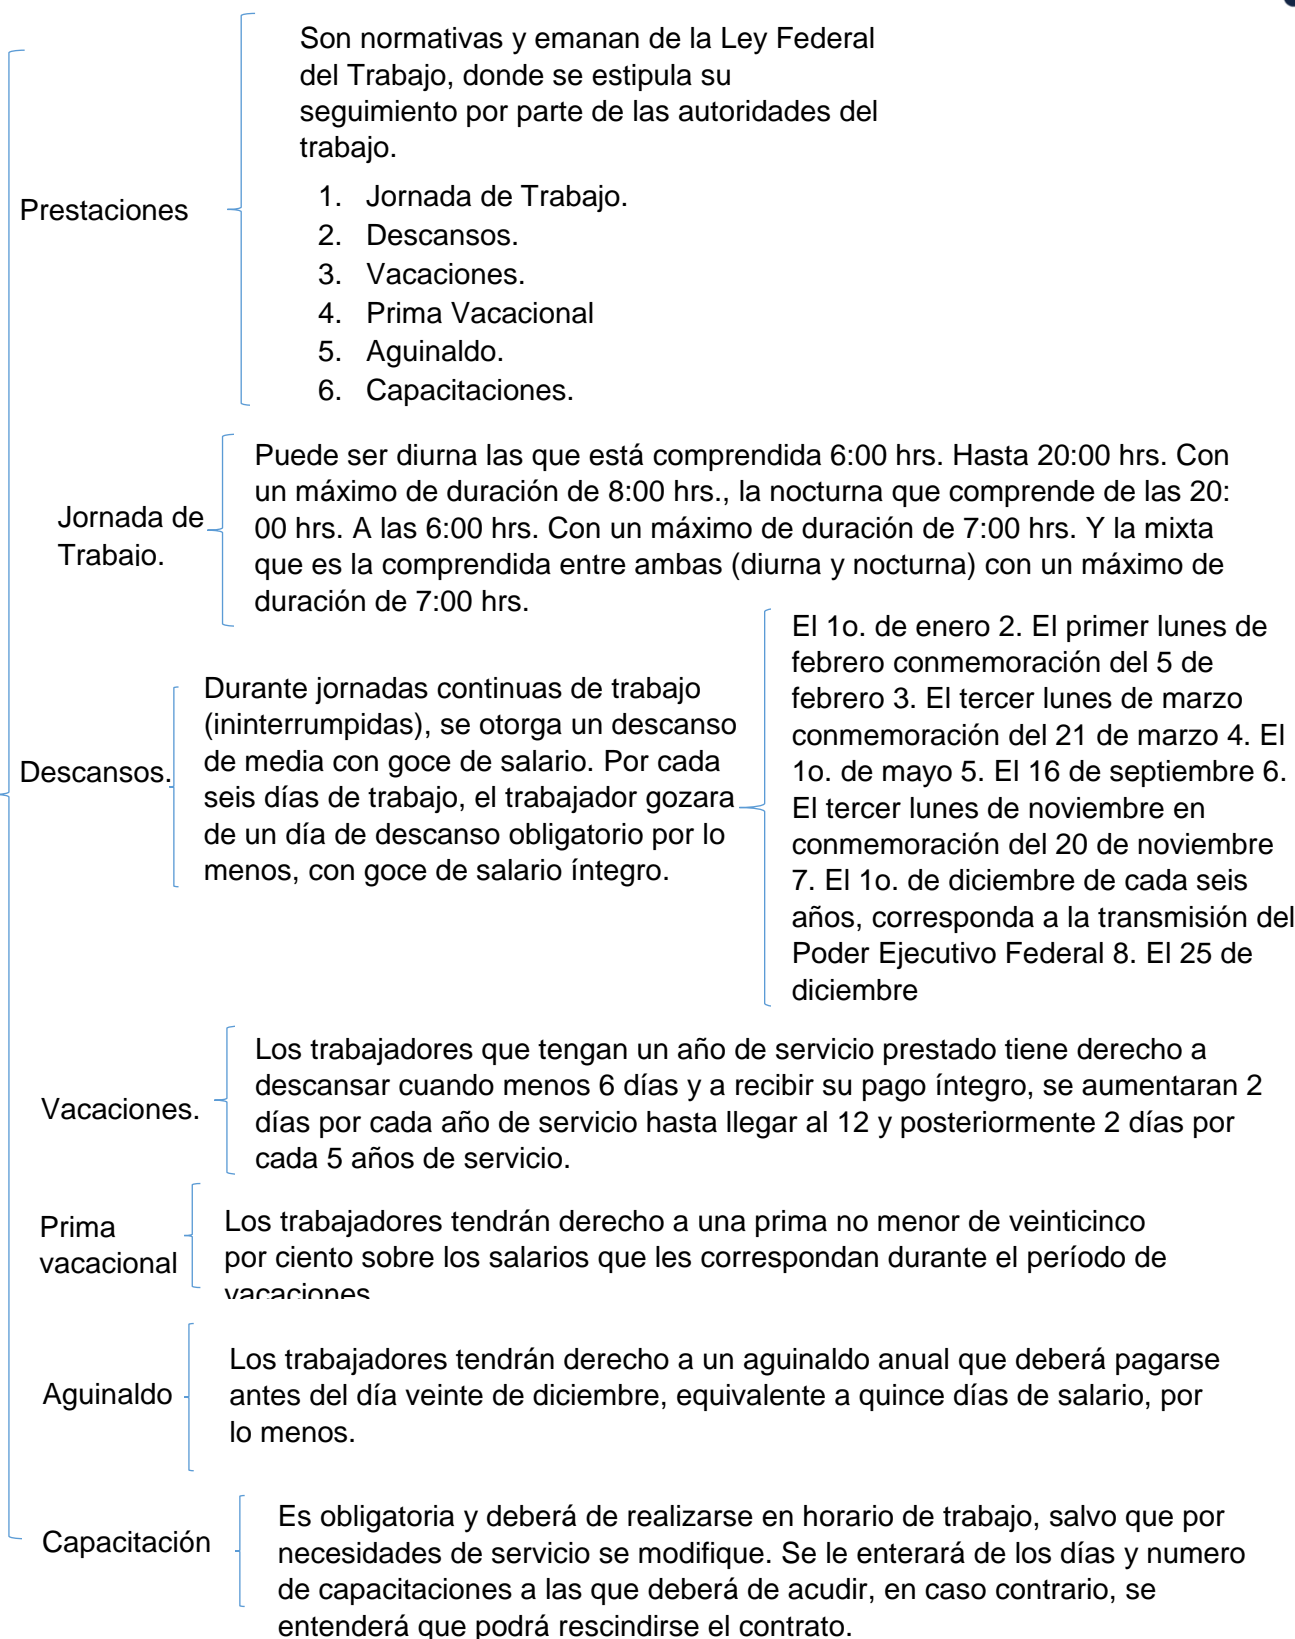 Son normativas y emanan de la Ley Federal
del Trabajo, donde se estipula su
seguimiento por parte de las autoridades del
trabajo.
Prestaciones
1. Jornada de Trabajo.
2. Descansos.
3. Vacaciones.
4. Prima Vacacional
5. Aguinaldo.
6. Capacitaciones.
Jornada de
Trabajo.
Puede ser diurna las que está comprendida 6:00 hrs. Hasta 20:00 hrs. Con
un máximo de duración de 8:00 hrs., la nocturna que comprende de las 20:
00 hrs. A las 6:00 hrs. Con un máximo de duración de 7:00 hrs. Y la mixta
que es la comprendida entre ambas (diurna y nocturna) con un máximo de
duración de 7:00 hrs.
Descansos.
Durante jornadas continuas de trabajo
(ininterrumpidas), se otorga un descanso
de media con goce de salario. Por cada
seis días de trabajo, el trabajador gozara
de un día de descanso obligatorio por lo
menos, con goce de salario íntegro.
El 1o. de enero 2. El primer lunes de
febrero conmemoración del 5 de
febrero 3. El tercer lunes de marzo
conmemoración del 21 de marzo 4. El
1o. de mayo 5. El 16 de septiembre 6.
El tercer lunes de noviembre en
conmemoración del 20 de noviembre
7. El 1o. de diciembre de cada seis
años, corresponda a la transmisión del
Poder Ejecutivo Federal 8. El 25 de
diciembre
Vacaciones.
Los trabajadores que tengan un año de servicio prestado tiene derecho a
descansar cuando menos 6 días y a recibir su pago íntegro, se aumentaran 2
días por cada año de servicio hasta llegar al 12 y posteriormente 2 días por
cada 5 años de servicio.
Prima
vacacional
Los trabajadores tendrán derecho a una prima no menor de veinticinco
por ciento sobre los salarios que les correspondan durante el período de
vacaciones
Aguinaldo
Los trabajadores tendrán derecho a un aguinaldo anual que deberá pagarse
antes del día veinte de diciembre, equivalente a quince días de salario, por
lo menos.
Capacitación
Es obligatoria y deberá de realizarse en horario de trabajo, salvo que por
necesidades de servicio se modifique. Se le enterará de los días y numero
de capacitaciones a las que deberá de acudir, en caso contrario, se
entenderá que podrá rescindirse el contrato.